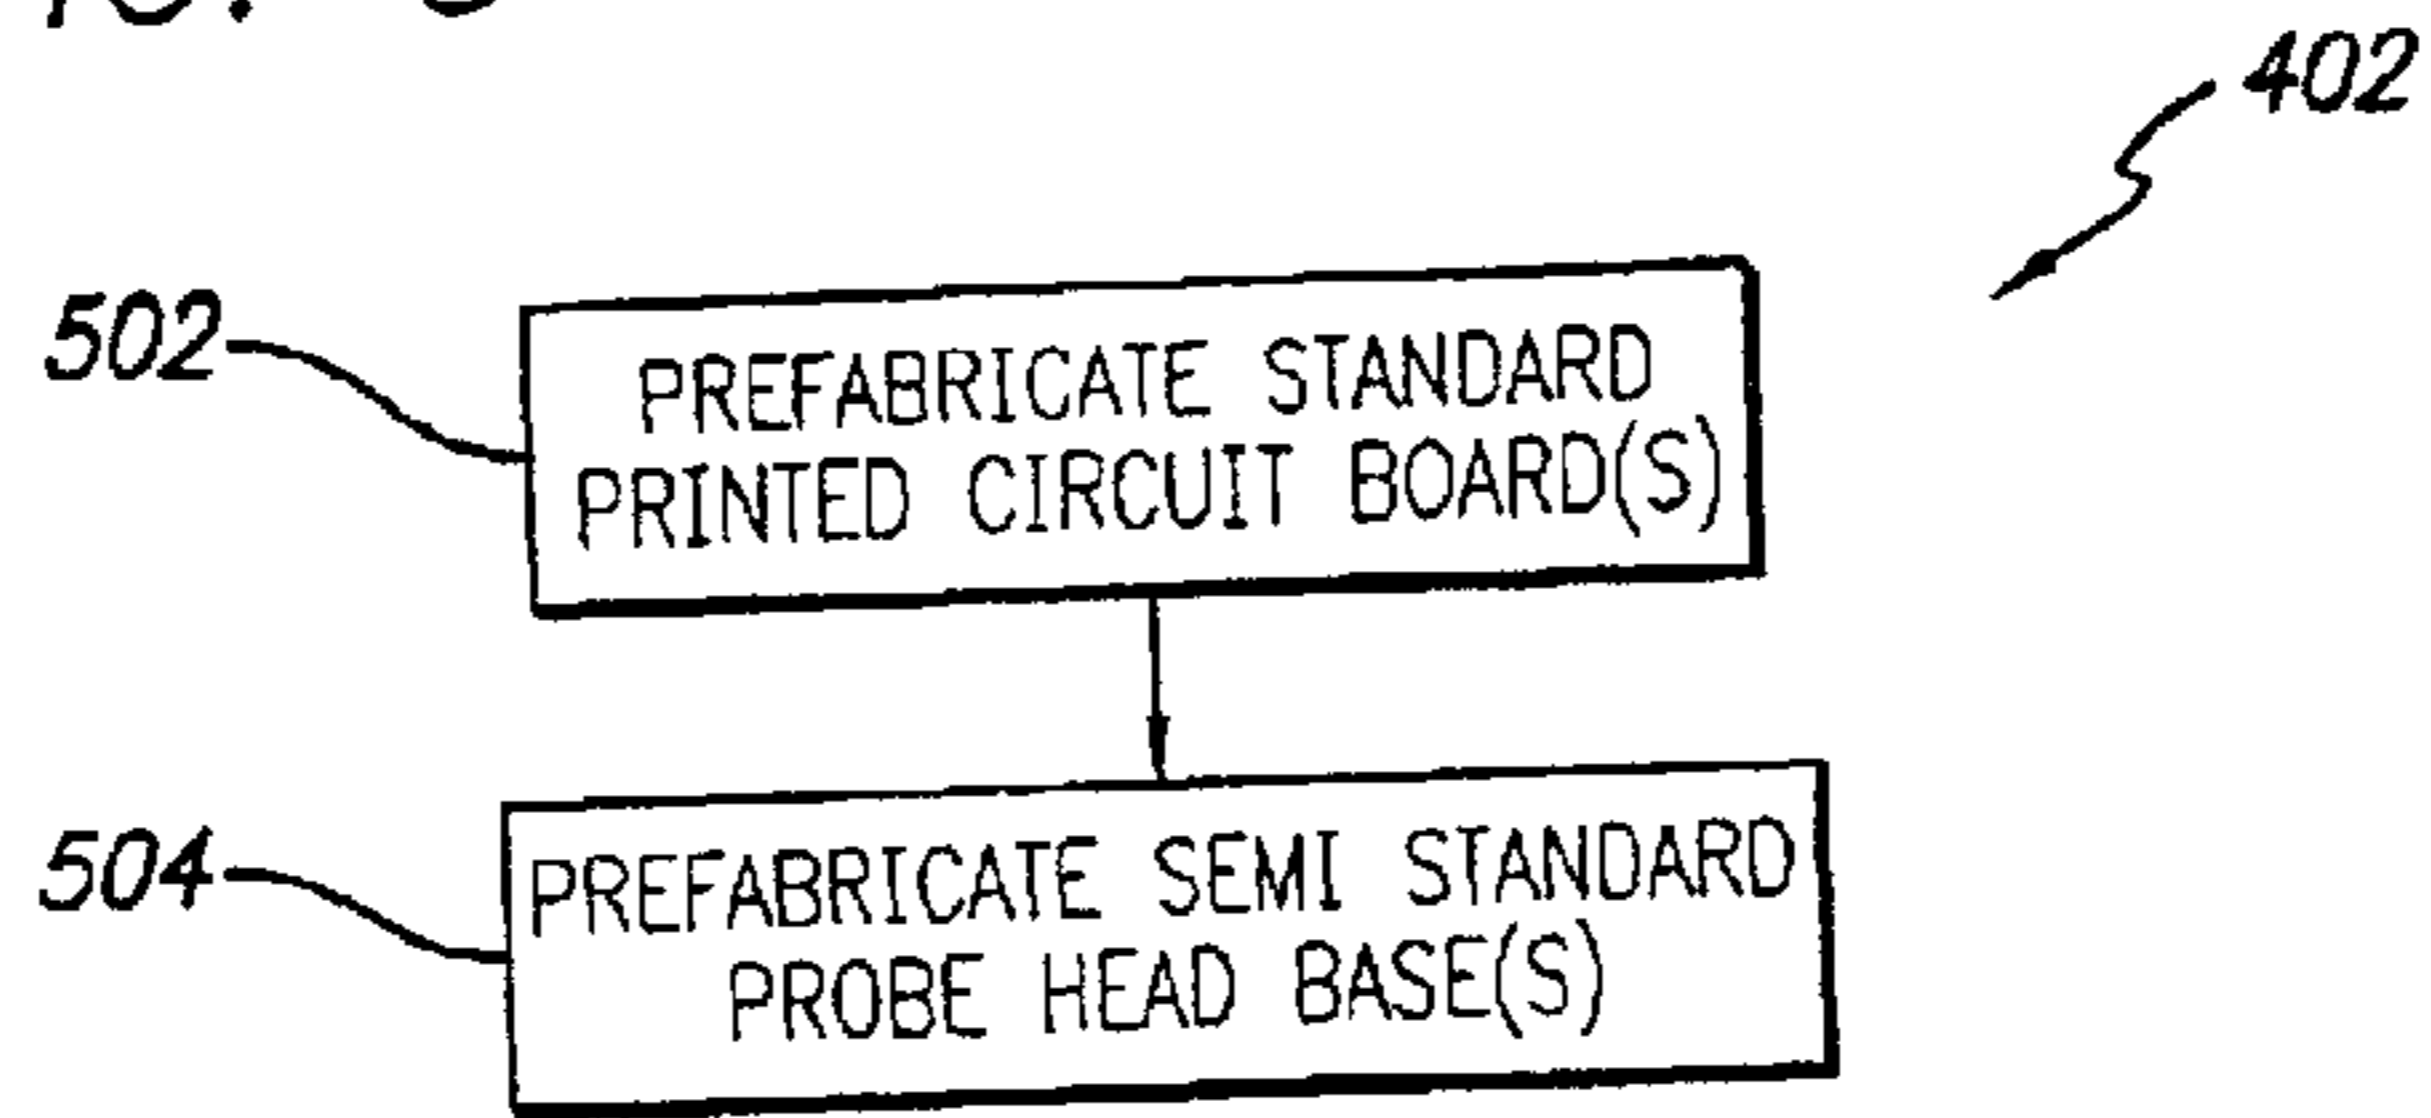 402
502
PREFABRICATE STANDARD
PRINTED CIRCUIT BOARD(S)
504
PREFABRICATE SEMI STANDARD
PROBE HEAD BASE(S)